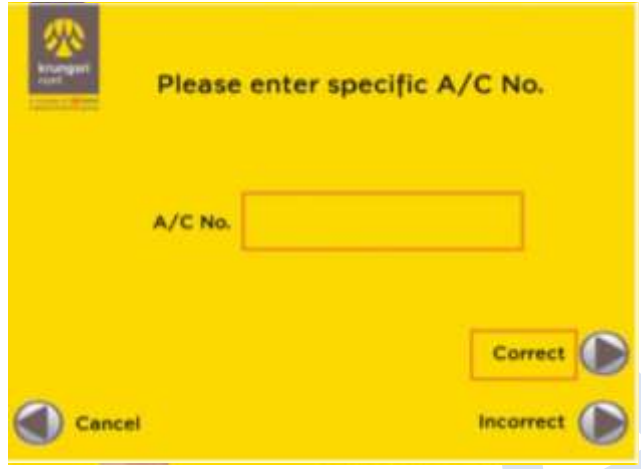 krungsri
Please enter specific A/C No.
A/C No.
Correct
Cancel
Incorrect